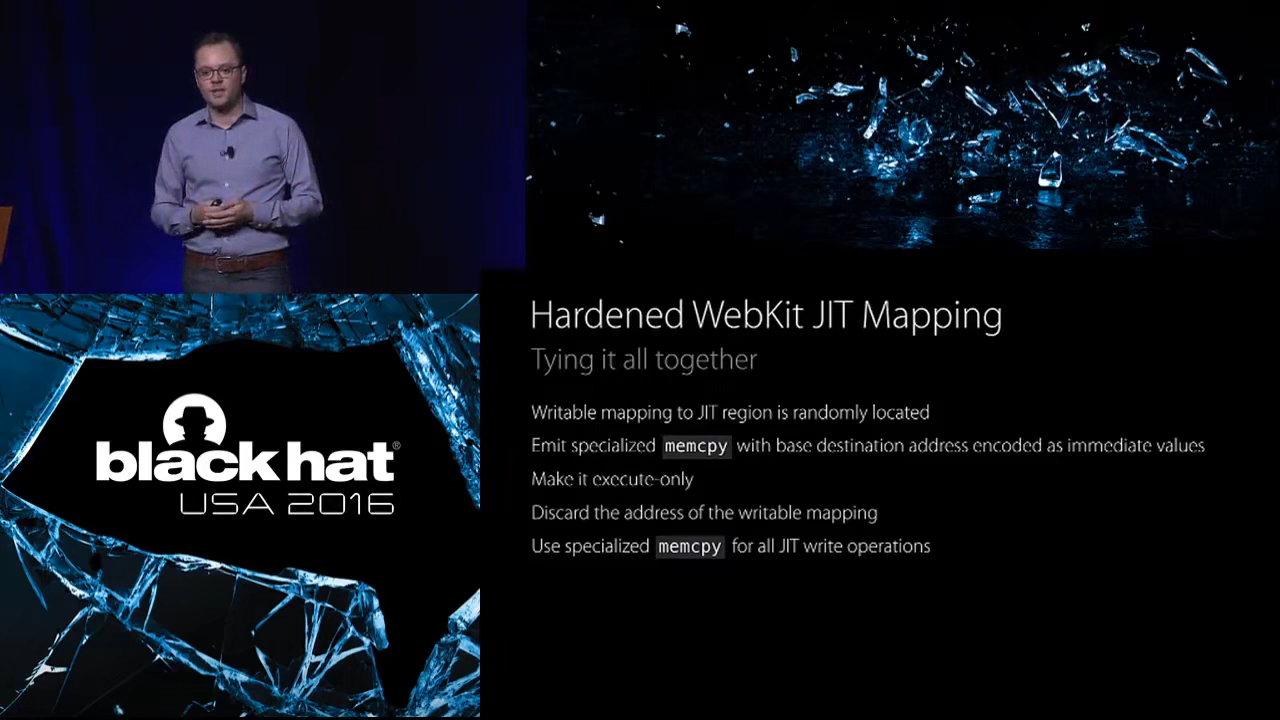 black hat®
USA 2016
Hardened WebKit JIT Mapping
Tying it all together
Writable mapping to JIT region is randomly located
Emit specialized memcpy with base destination address encoded as immediate values
Make it execute-only
Discard the address of the writable mapping
Use specialized memcpy for all JIT write operations